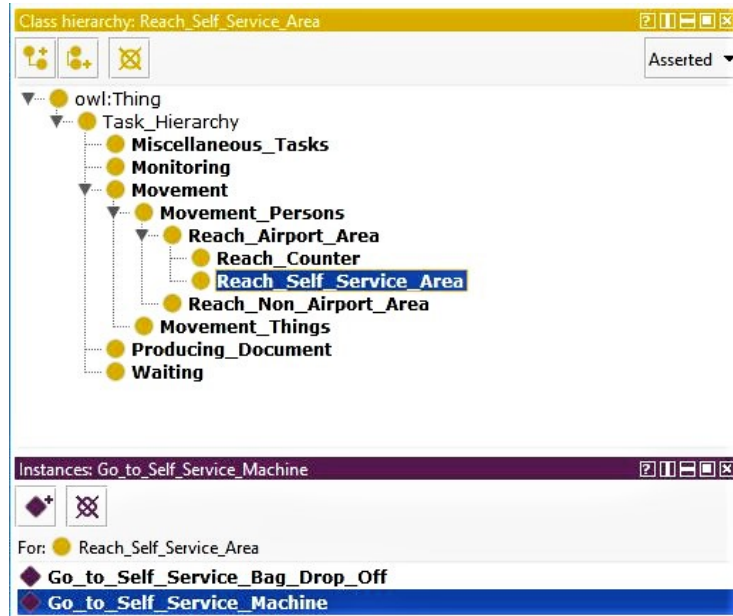 Class hierarchy: Reach_Self_Service_Area
Asserted
owl:Thing
Task_Hierarchy
Miscellaneous_Tasks
Monitoring
Movement
Movement_Persons
Reach_Airport_Area
Reach_Counter
Reach_Self_Service_Area
Reach_Non_Airport_Area
Movement_Things
Producing_Document
Waiting
Instances: Go_to_Self_Service_Machine
For: Reach_Self_Service_Area
Go_to_Self_Service_Bag_Drop_Off
Go_to_Self_Service_Machine